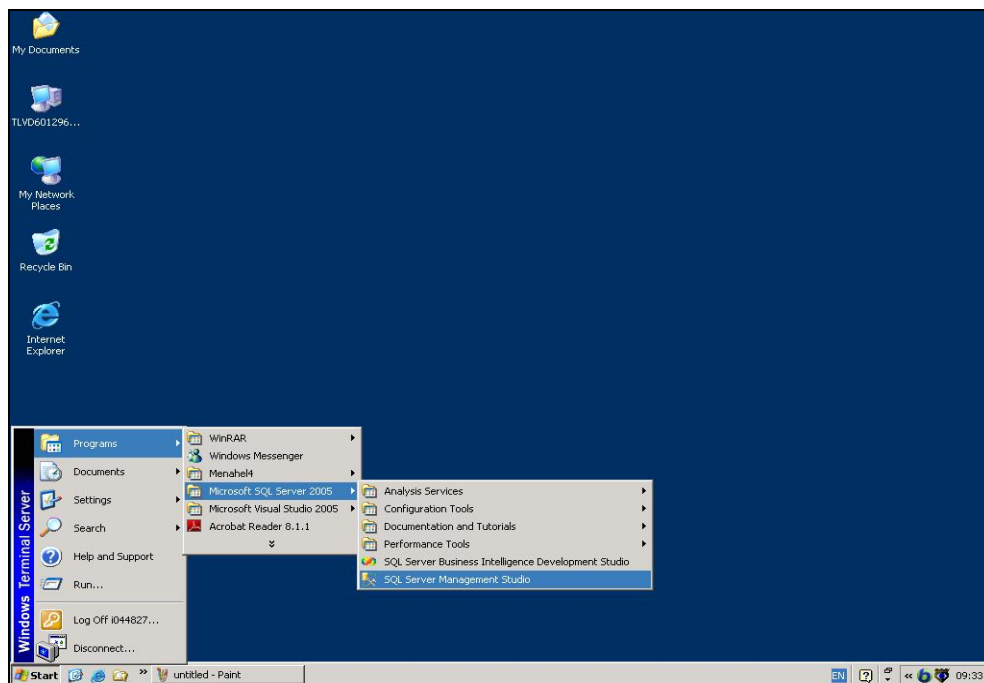 My Documents
TLVD601296...
My Network
Places
Recycle Bin
Internet
Explorer
Windows Terminal Server
Programs
Documents
Settings
Search
Help and Support
Run...
Log Off i044827...
Disconnect...
WinRAR
Windows Messenger
Menahel4
Microsoft SQL Server 2005
Microsoft Visual Studio 2005
Acrobat Reader 8.1.1
Analysis Services
Configuration Tools
Documentation and Tutorials
Performance Tools
SQL Server Business Intelligence Development Studio
SQL Server Management Studio
Start
untitled - Paint
EN
09:33